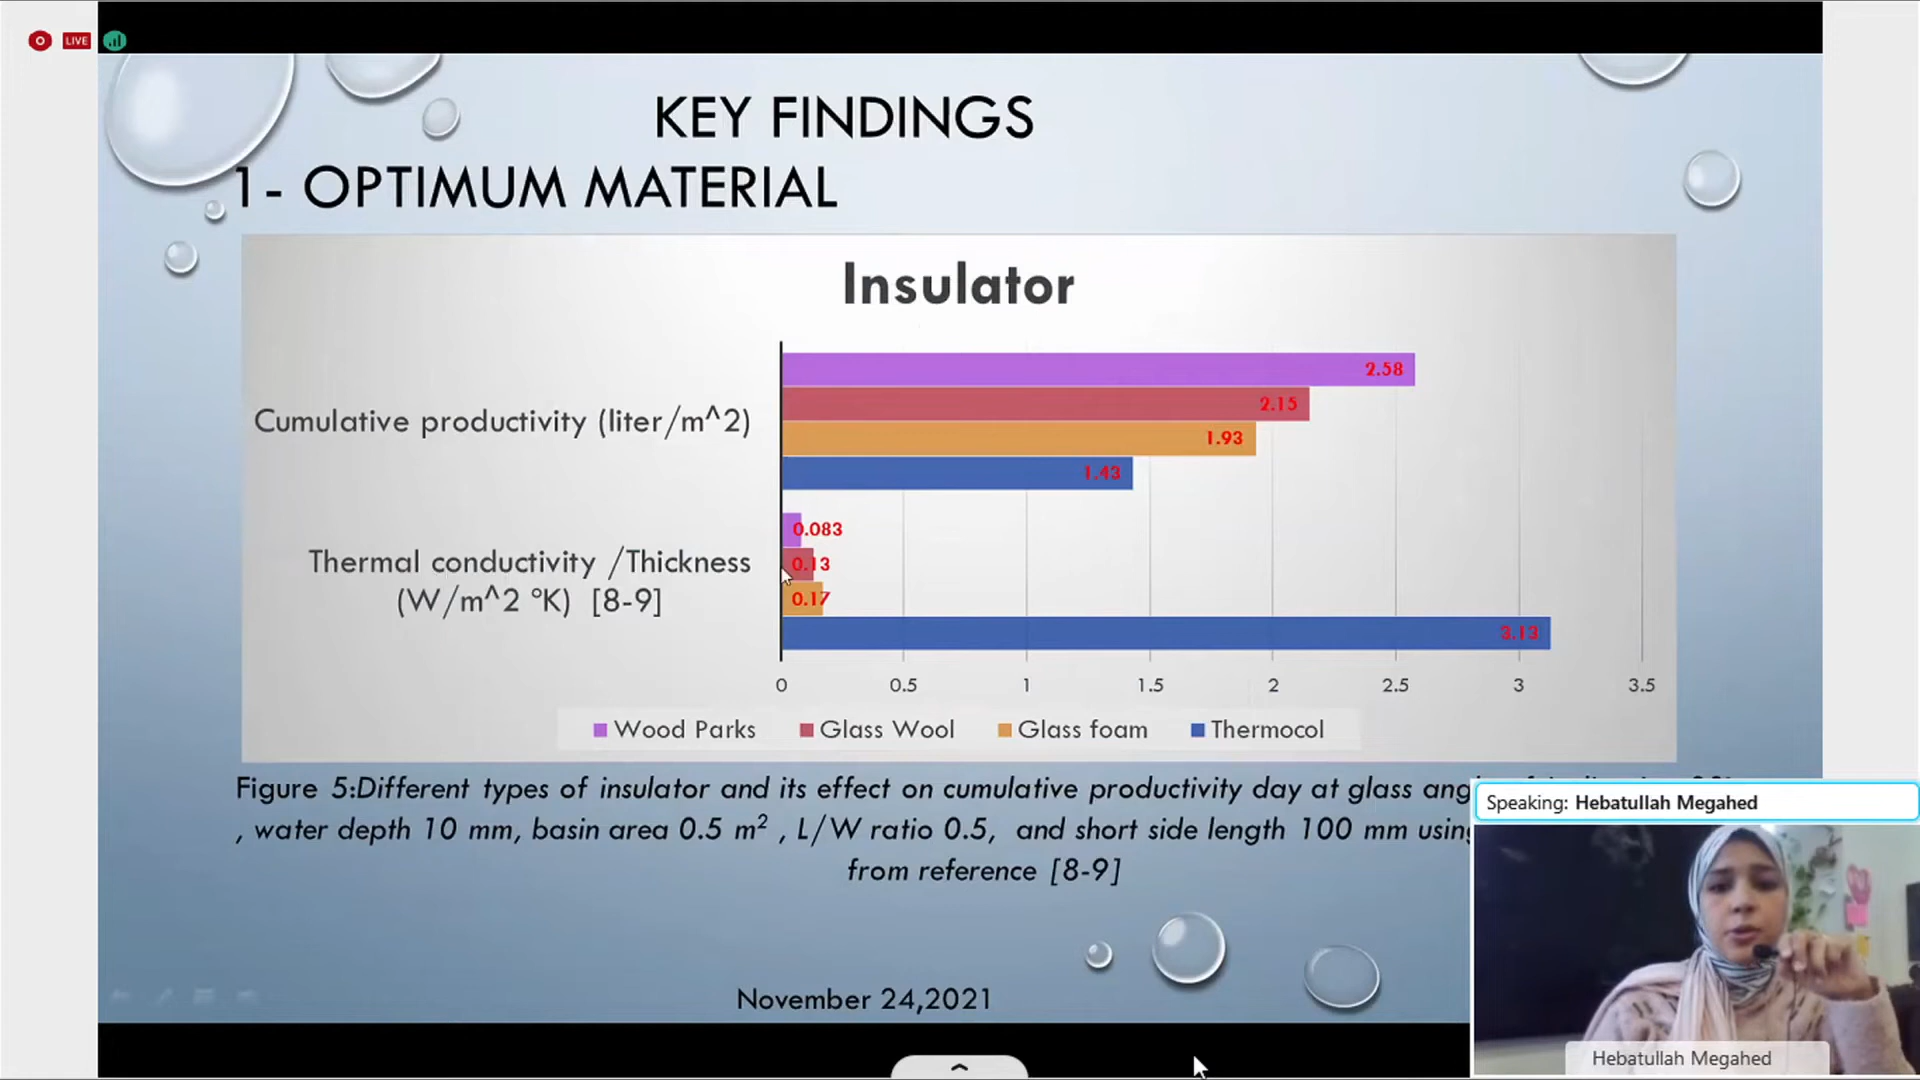 LIVE
KEY FINDINGS
1- OPTIMUM MATERIAL
Insulator
Cumulative productivity (liter/m^2)
2.58
2.15
1.93
1.43
Thermal conductivity /Thickness
(W/m^2 °K) [8-9]
0.083
0.13
0.17
3.13
0 0.5 1 1.5 2 2.5 3 3.5
Wood Parks Glass Wool Glass foam Thermocol
Figure 5:Different types of insulator and its effect on cumulative productivity day at glass
, water depth 10 mm, basin area 0.5 m², L/W ratio 0.5, and short side length 100 mm
from reference [8-9]
November 24,2021
Speaking: Hebatullah Megahed
Hebatullah Megahed